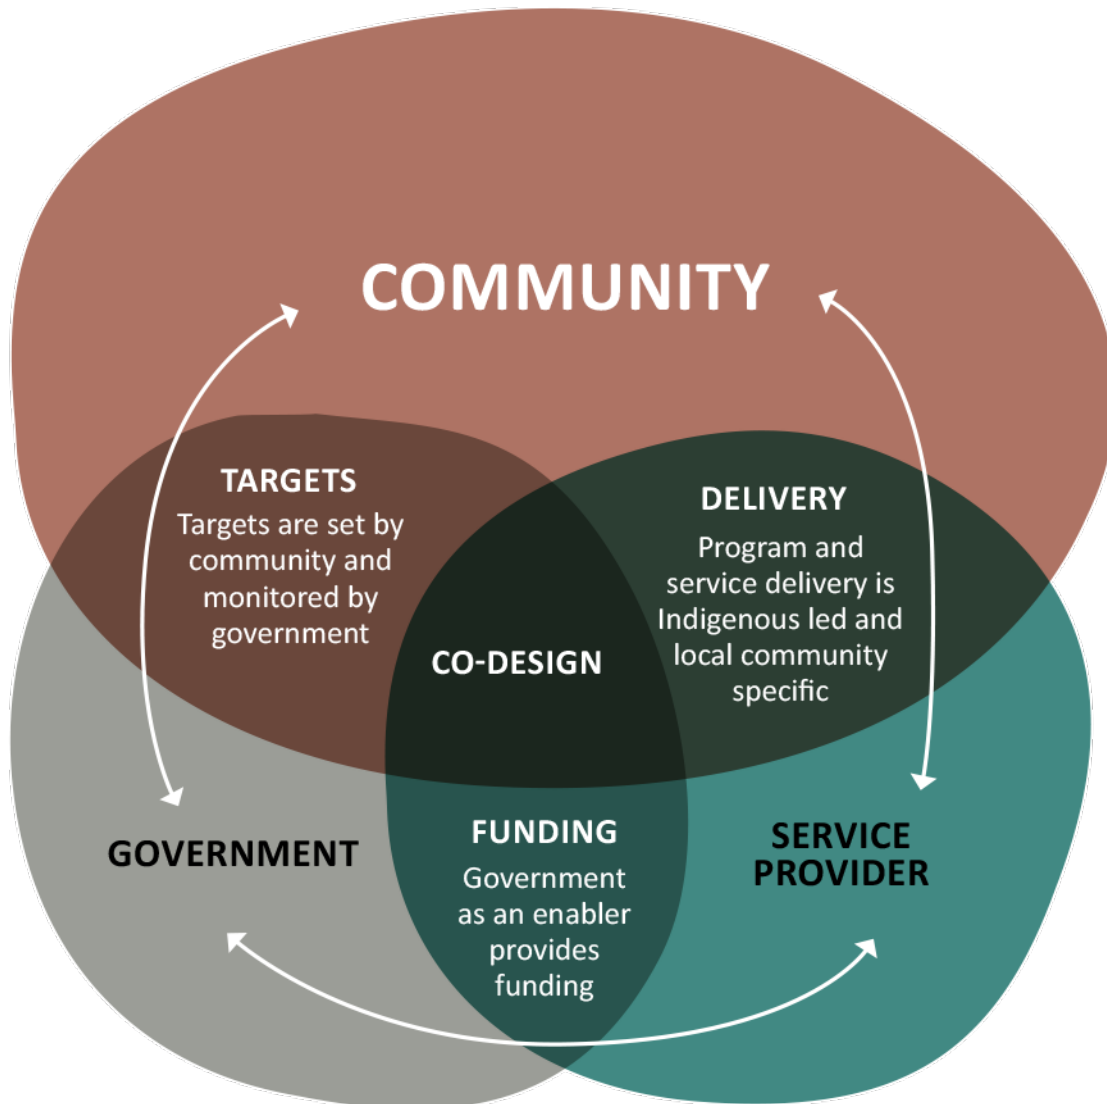 COMMUNITY
TARGETS
Targets are set by
community and
monitored by
government
DELIVERY
Program and
service delivery is
Indigenous led and
local community
specific
CO-DESIGN
GOVERNMENT
FUNDING
Government
as an enabler
provides
funding
SERVICE
PROVIDER